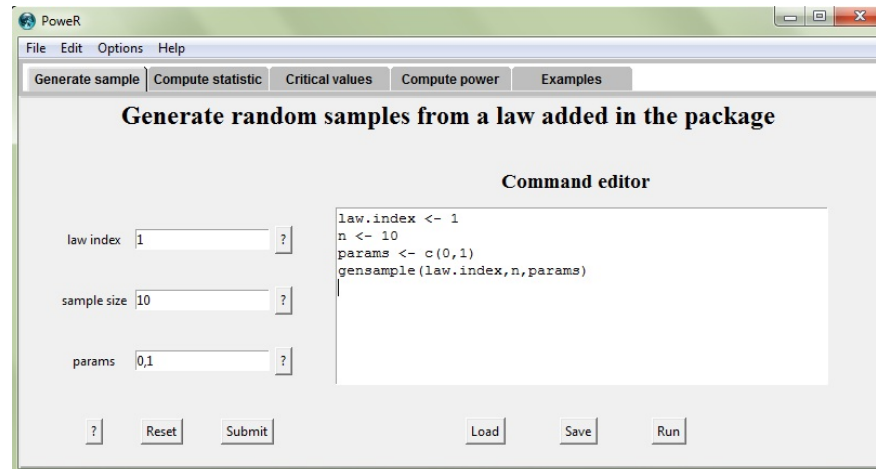 PoweR
File Edit Options Help
Generate sample Compute statistic Critical values Compute power Examples
Generate random samples from a law added in the package
Command editor
law.index <- 1
n <- 10
params <- c(0,1)
gensample(law.index,n,params)
law index 1 ?
sample size 10 ?
params 0,1 ?
? Reset Submit Load Save Run